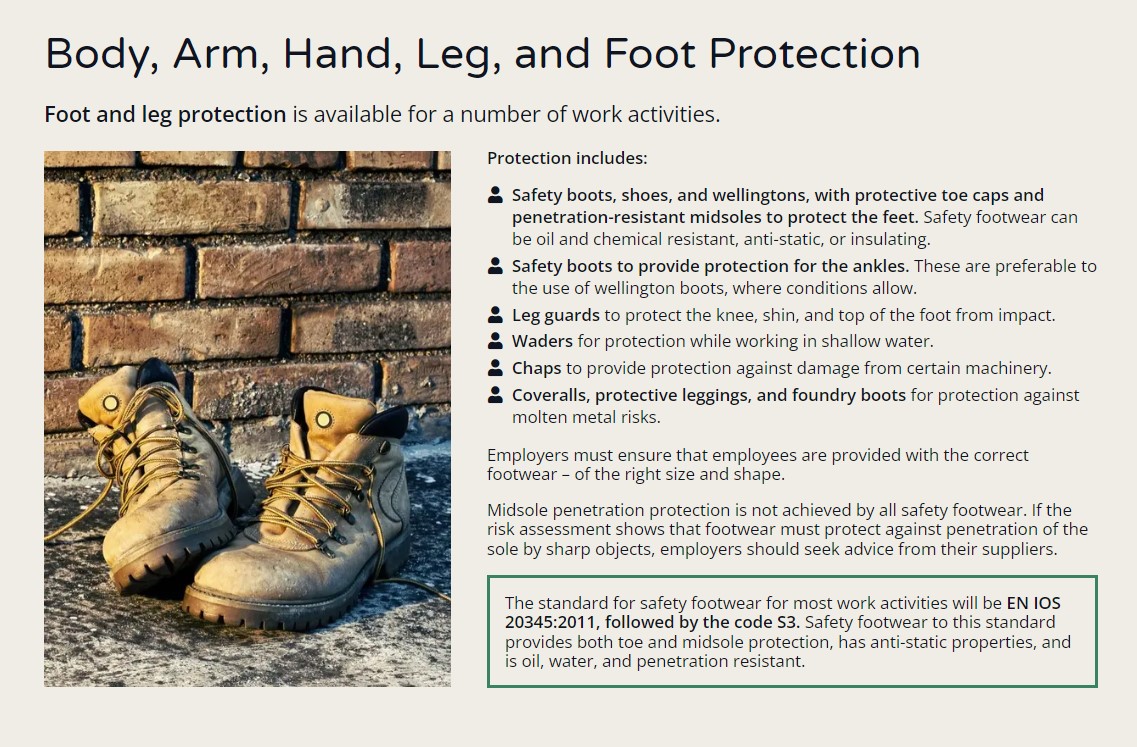 Body, Arm, Hand, Leg, and Foot Protection
Foot and leg protection is available for a number of work activities.
Protection includes:
Safety boots, shoes, and wellingtons, with protective toe caps and
penetration-resistant midsoles to protect the feet. Safety footwear can
be oil and chemical resistant, anti-static, or insulating.
Safety boots to provide protection for the ankles. These are preferable to
the use of wellington boots, where conditions allow.
Leg guards to protect the knee, shin, and top of the foot from impact.
Waders for protection while working in shallow water.
Chaps to provide protection against damage from certain machinery.
Coveralls, protective leggings, and foundry boots for protection against
molten metal risks.
Employers must ensure that employees are provided with the correct
footwear – of the right size and shape.
Midsole penetration protection is not achieved by all safety footwear. If the
risk assessment shows that footwear must protect against penetration of the
sole by sharp objects, employers should seek advice from their suppliers.
The standard for safety footwear for most work activities will be EN IOS
20345:2011, followed by the code S3. Safety footwear to this standard
provides both toe and midsole protection, has anti-static properties, and
is oil, water, and penetration resistant.